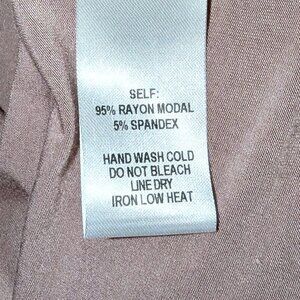 SELF:
95% RAYON MODAL
5% SPANDEX
HAND WASH COLD
DO NOT BLEACH
LINE DRY
IRON LOW HEAT